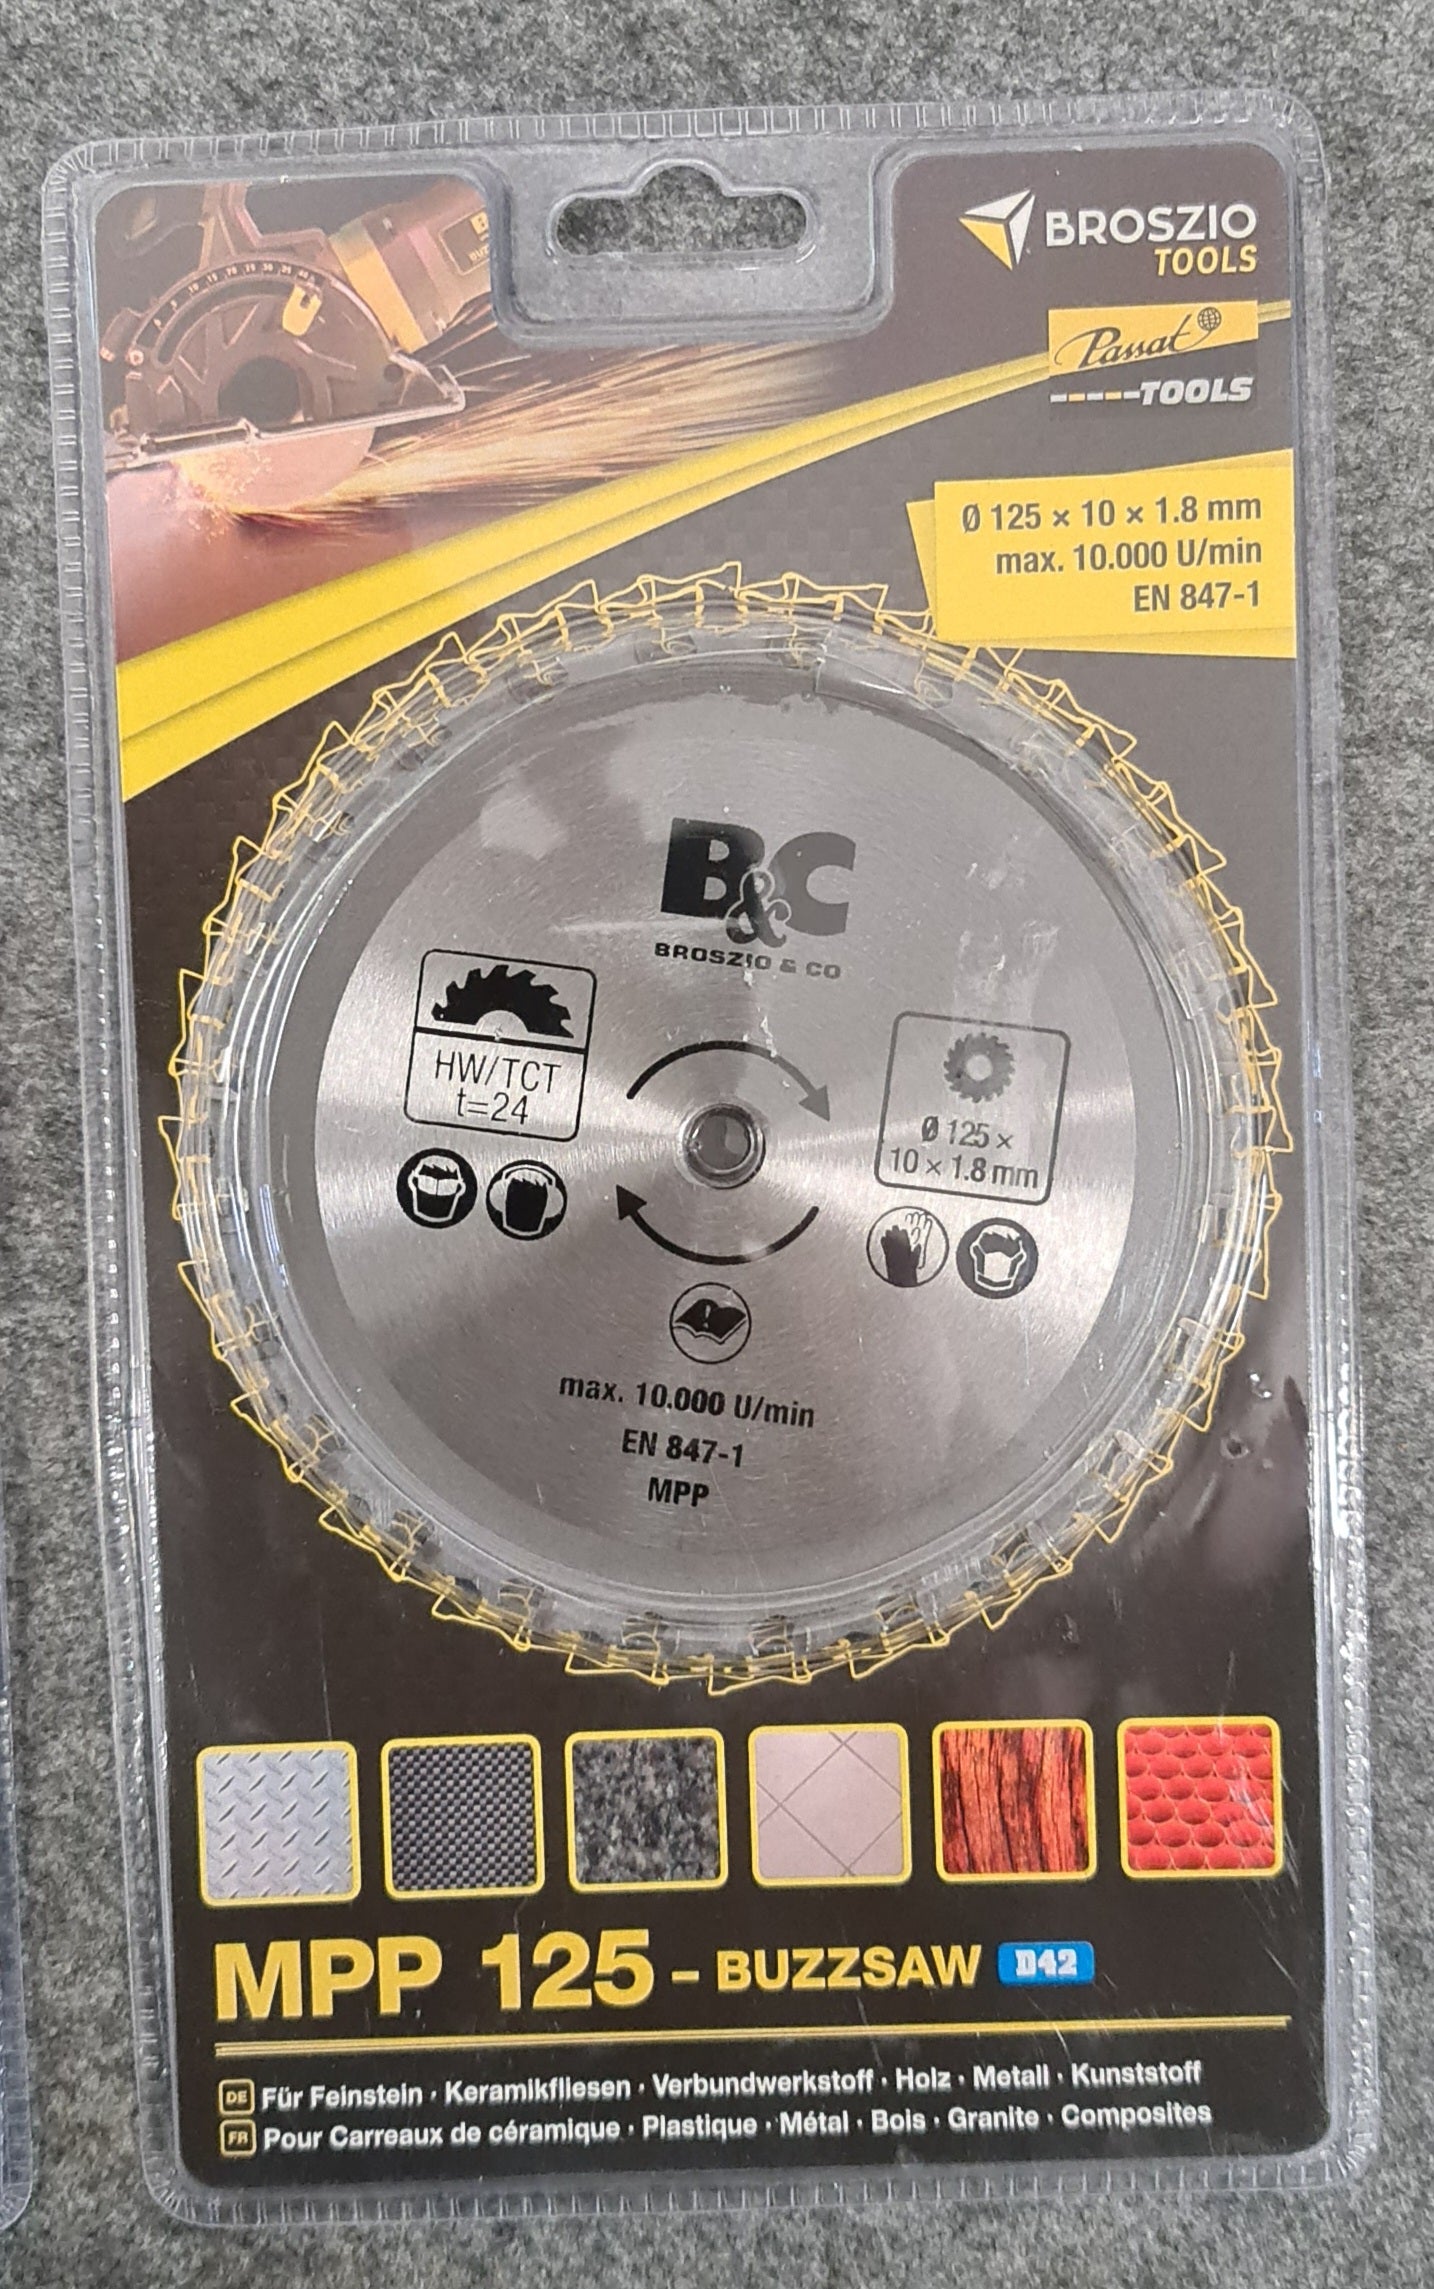 BROSZIO
TOOLS
Passat
TOOLS
Ø 125 × 10 × 1.8 mm
max. 10.000 U/min
EN 847-1
B&C
BROSZIO & CO
HW/TCT
t=24
Ø 125 ×
10 × 1.8 mm
max. 10.000 U/min
EN 847-1
MPP
MPP 125 - BUZZSAW D42
DE Für Feinstein · Keramikfliesen · Verbundwerkstoff · Holz · Metall · Kunststoff
FR Pour Carreaux de céramique · Plastique · Métal · Bois · Granite · Composites